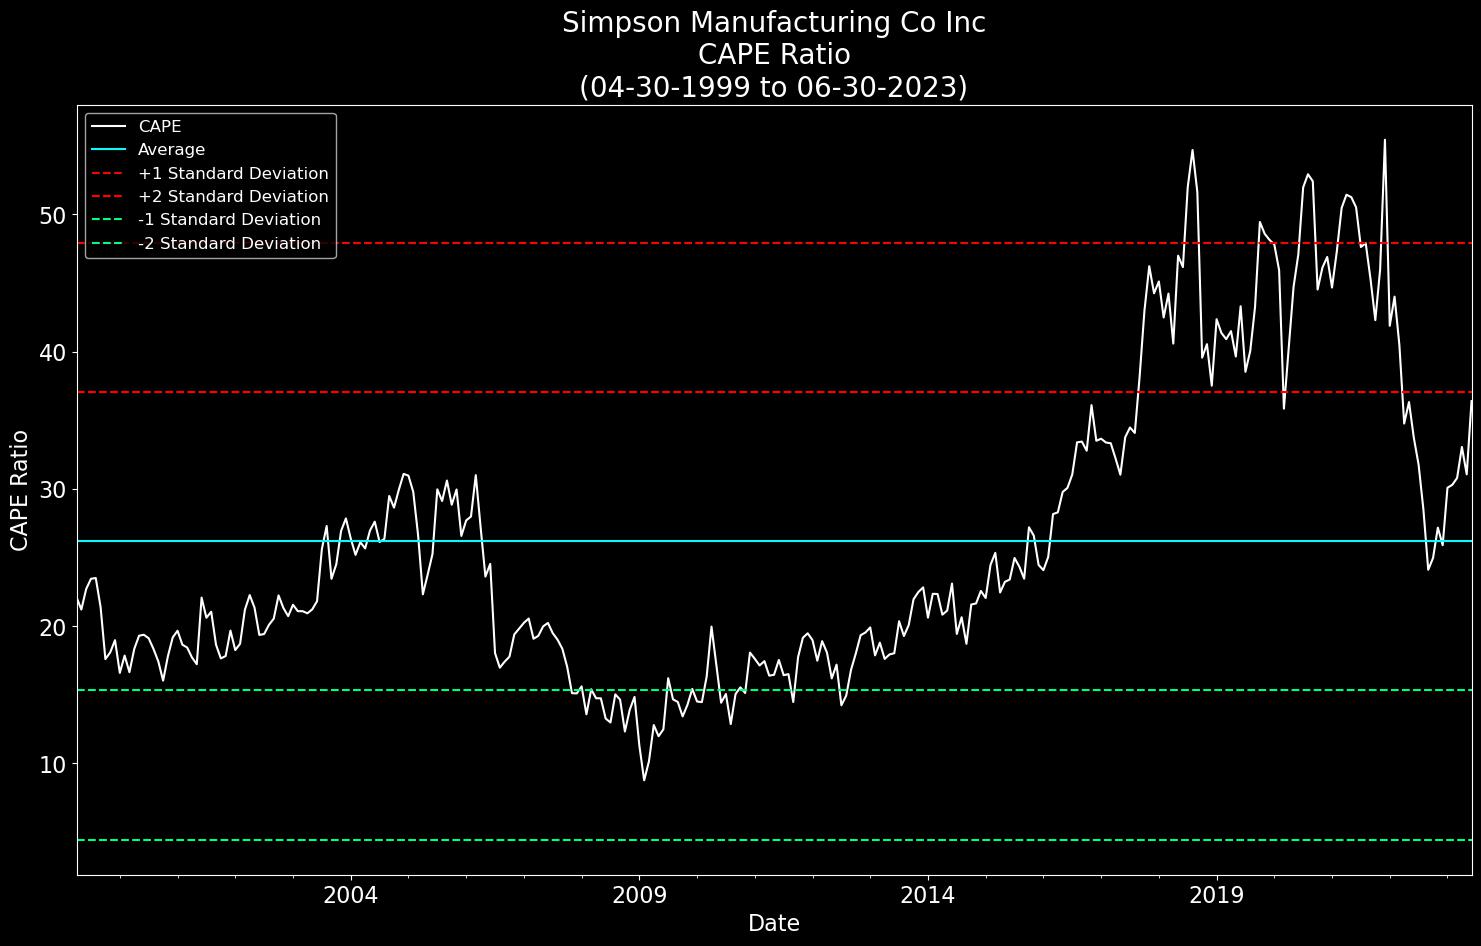 Simpson Manufacturing Co Inc
CAPE Ratio
(04-30-1999 to 06-30-2023)
CAPE
Average
+1 Standard Deviation
+2 Standard Deviation
-1 Standard Deviation
-2 Standard Deviation
CAPE Ratio
50
40
30
20
10
2004 2009 2014 2019
Date